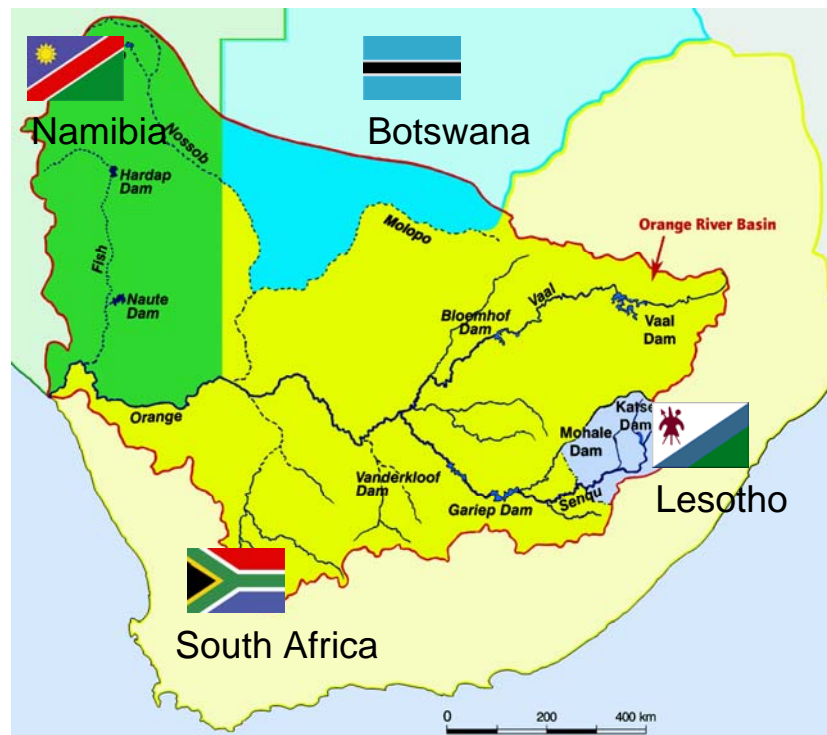 Namibia
Botswana
Nossob
Hardap
Dam
Molopo
Orange River Basin
Fish
Naute
Dam
Vaal
Bloemhof
Dam
Vaal
Dam
Orange
Katse
Dam
Mohale
Dam
Vanderkloof
Dam
Gariep Dam
Senqu
Lesotho
South Africa
0 200 400 km